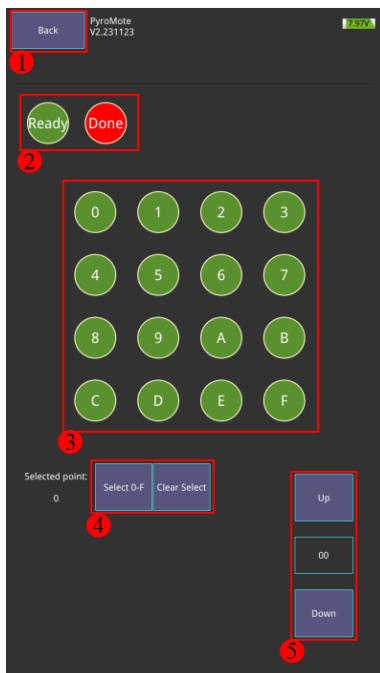 Back
PyroMote
V2.231123
7.97V
1
Ready Done
2
0 1 2 3
4 5 6 7
8 9 A B
C D E F
3
Selected point:
0
Select 0-F Clear Select
4
Up
00
Down
5